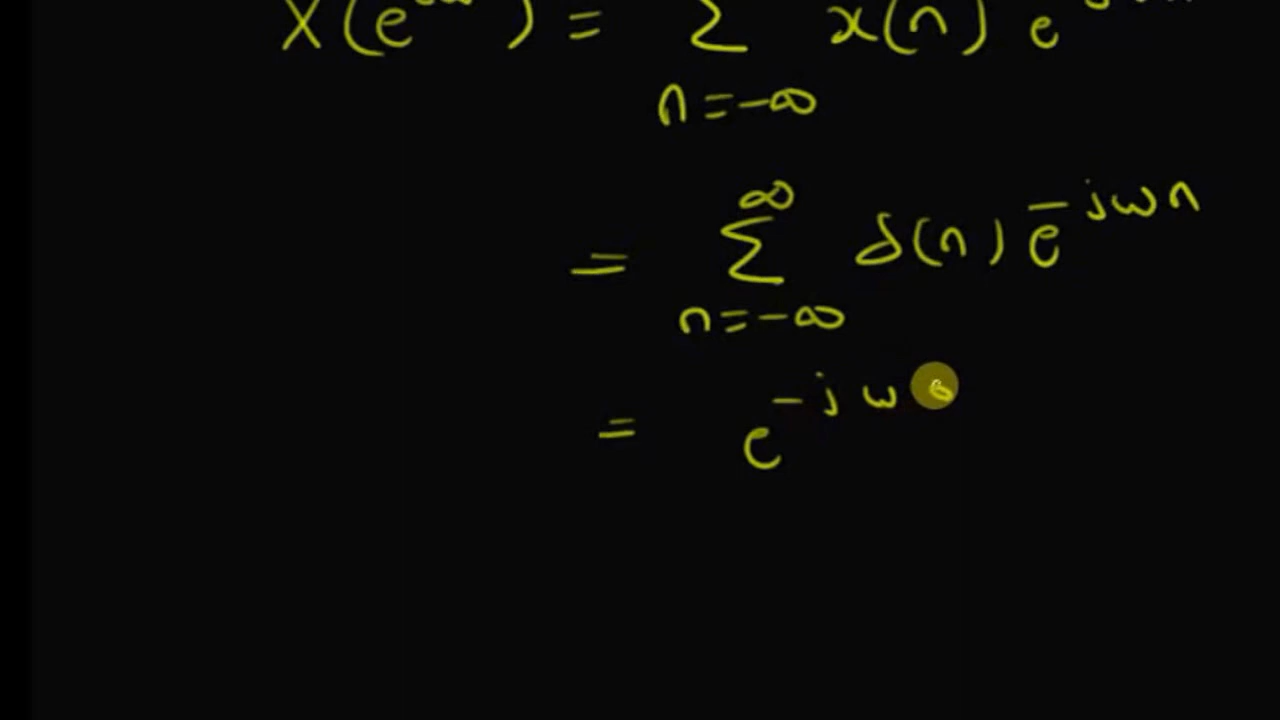 X(e^jω) = Σ x(n) e^-jωn
n=-∞
= Σ δ(n) e^-jωn
∞
n=-∞
= e^-jω0